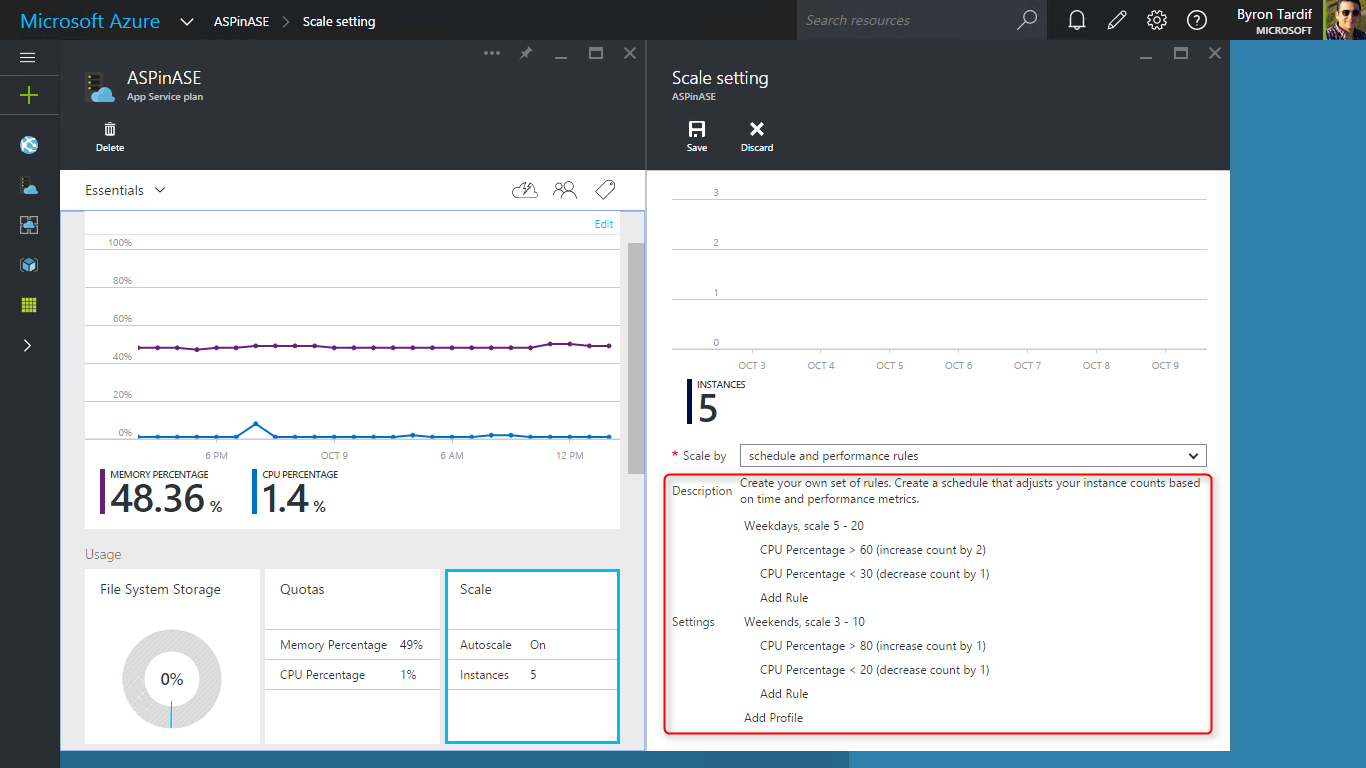 Microsoft Azure ASPinASE Scale setting
Search resources
Byron Tardif
MICROSOFT
ASPinASE
App Service plan
Delete
Essentials
Edit
100%
80%
60%
40%
20%
0%
6 PM OCT 9 6 AM 12 PM
MEMORY PERCENTAGE
48.36 %
CPU PERCENTAGE
1.4 %
Usage
File System Storage
0%
Quotas
Memory Percentage 49%
CPU Percentage 1%
Scale
Autoscale On
Instances 5
Scale setting
ASPinASE
Save Discard
3
2
1
0
OCT 3 OCT 4 OCT 5 OCT 6 OCT 7 OCT 8 OCT 9
INSTANCES
5
* Scale by schedule and performance rules
Description Create your own set of rules. Create a schedule that adjusts your instance counts based
on time and performance metrics.
Weekdays, scale 5 - 20
CPU Percentage > 60 (increase count by 2)
CPU Percentage < 30 (decrease count by 1)
Add Rule
Settings Weekends, scale 3 - 10
CPU Percentage > 80 (increase count by 1)
CPU Percentage < 20 (decrease count by 1)
Add Rule
Add Profile